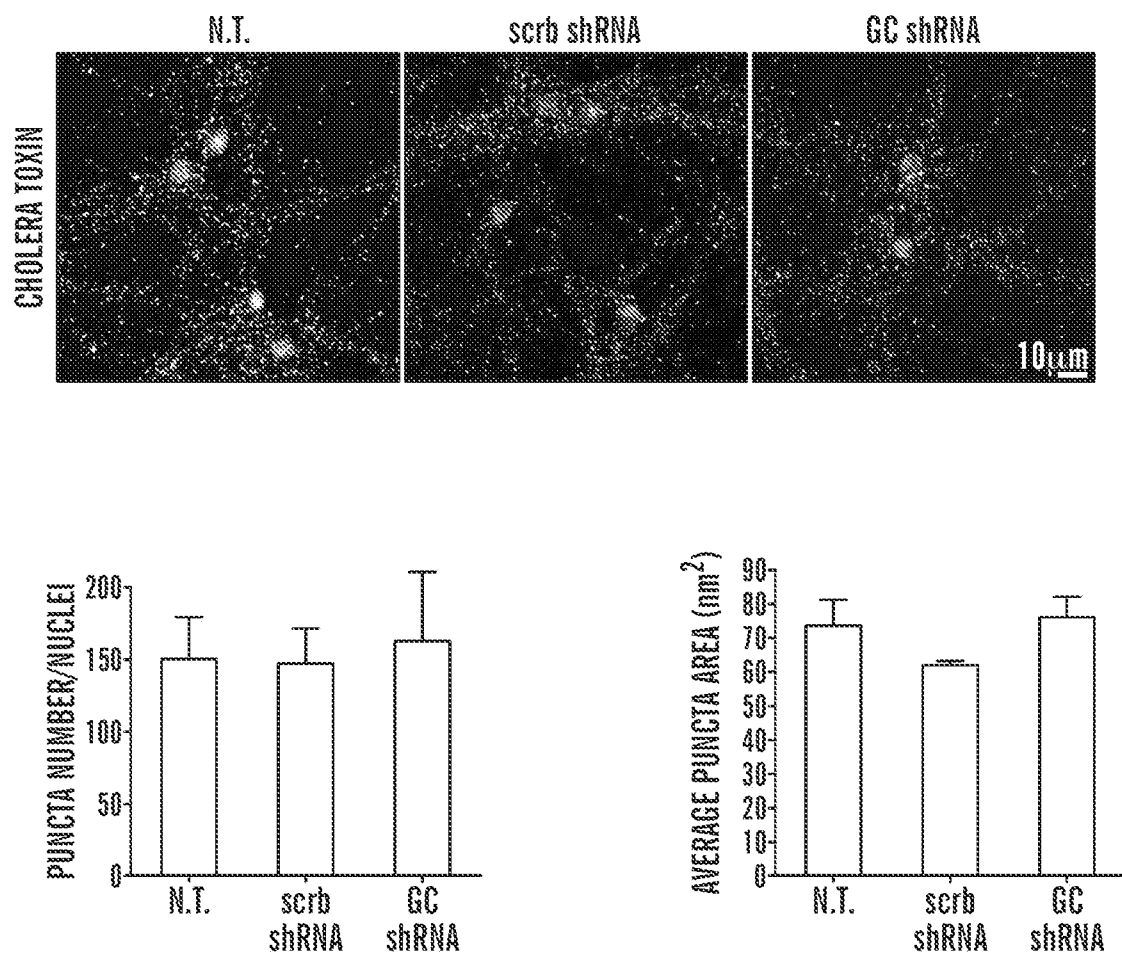 N.T.
scrb shRNA
GC shRNA
CHOLERA TOXIN
10μm
PUNCTA NUMBER/NUCLEI
200
150
100
50
0
N.T.
scrb
shRNA
GC
shRNA
AVERAGE PUNCTA AREA (nm²)
90
80
70
60
50
40
30
20
10
0
N.T.
scrb
shRNA
GC
shRNA